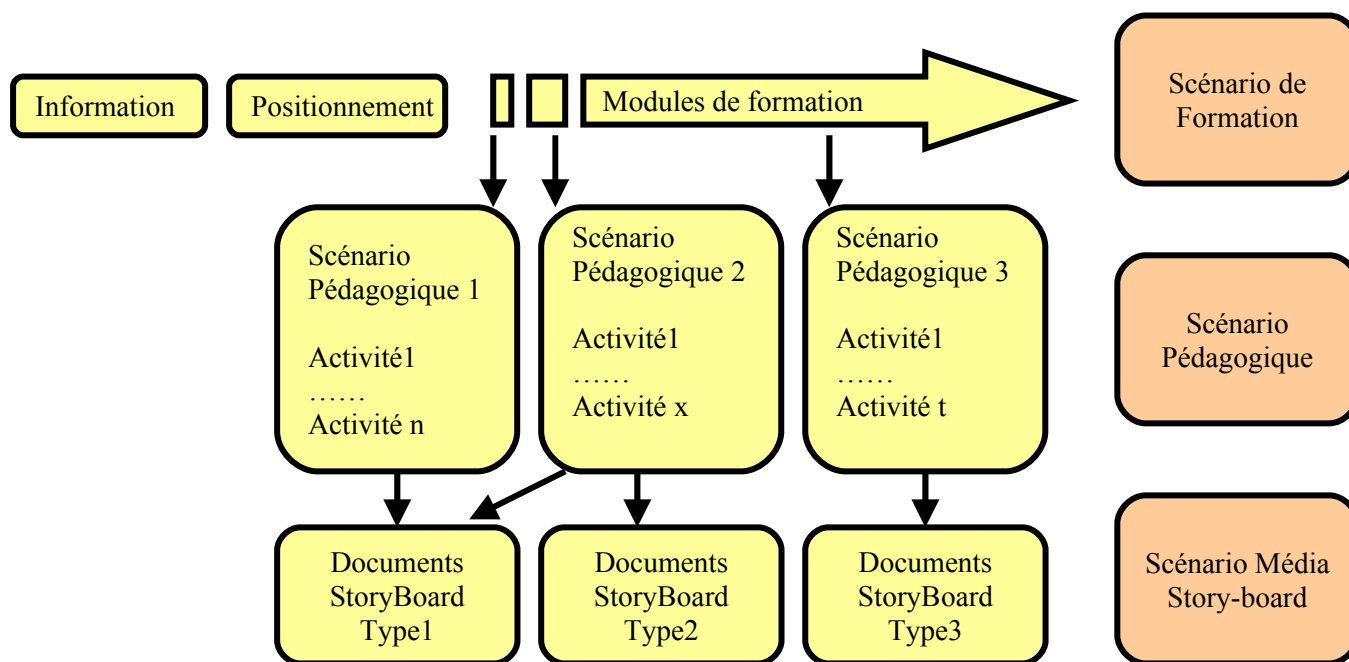 Information
Positionnement
Modules de formation
Scénario de
Formation
Scénario
Pédagogique 1
Activité1
……
Activité n
Scénario
Pédagogique 2
Activité1
……
Activité x
Scénario
Pédagogique 3
Activité1
……
Activité t
Scénario
Pédagogique
Documents
StoryBoard
Type1
Documents
StoryBoard
Type2
Documents
StoryBoard
Type3
Scénario Média
Story-board